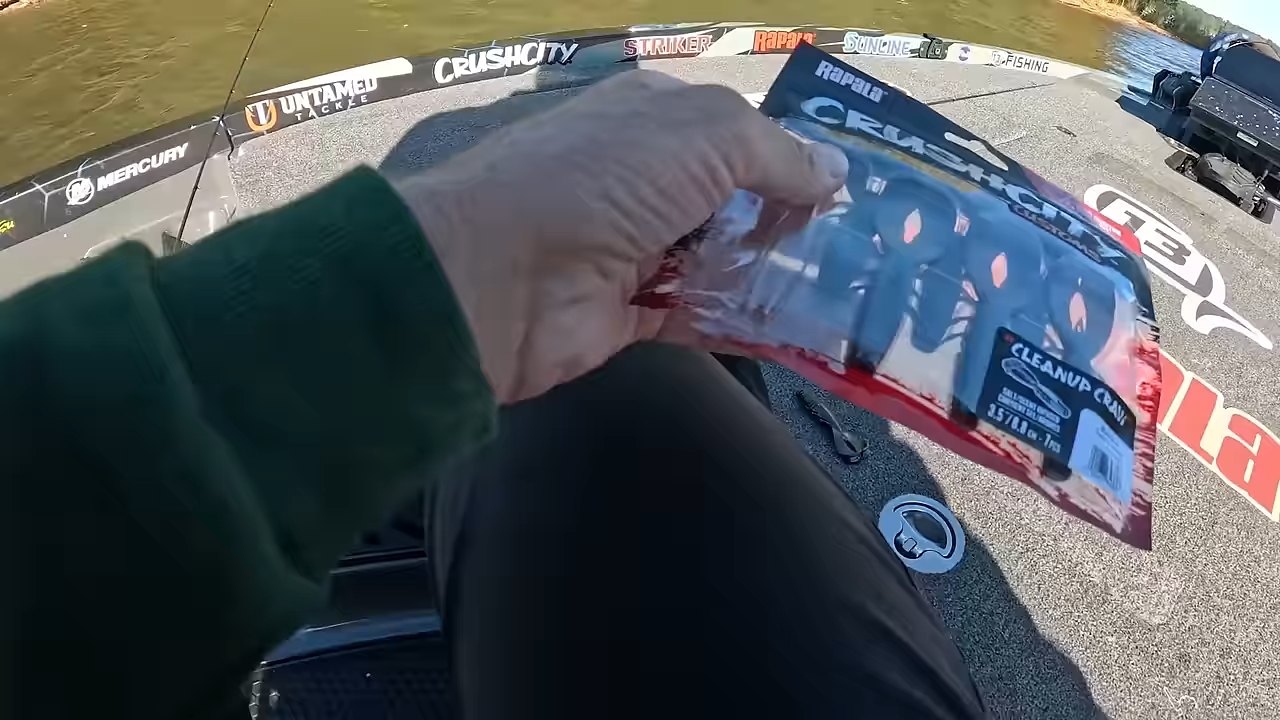 MERCURY
UNTAMED
TACKLE
CRUSHCITY
STRIKER
RAPALA
SUNLINE
FISHING
Rapala
CRUSHCITY
CUSTOMS
CLEANUP CRAW
3.5"/8.8 CM - 7 PCS
13